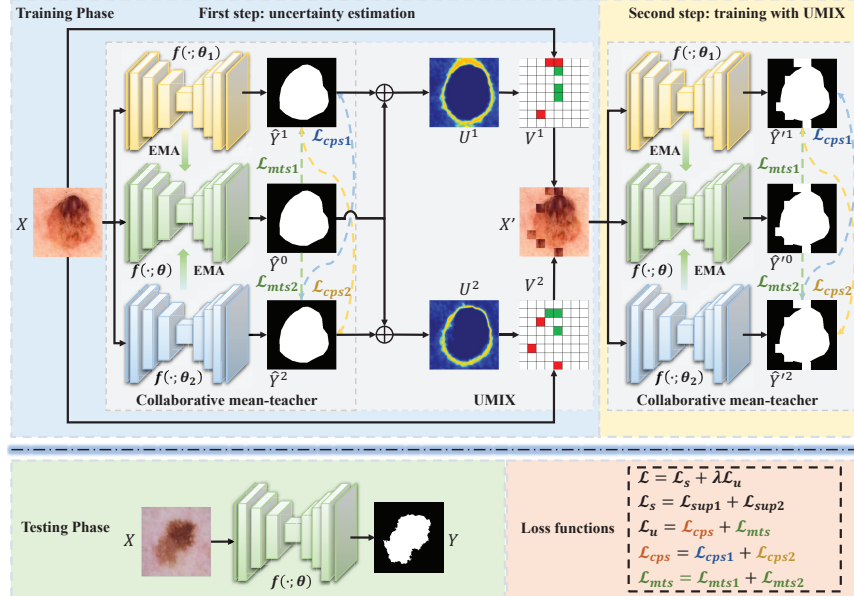 Training Phase
First step: uncertainty estimation
Second step: training with UMIX
f(·; θ₁)
EMA
Ŷ¹
ℒcps1
ℒmts1
X
f(·; θ)
EMA
Ŷ⁰
ℒmts2
ℒcps2
f(·; θ₂)
Ŷ²
Collaborative mean-teacher
U¹
V¹
X'
U²
V²
UMIX
f(·; θ₁)
EMA
Ŷ'¹
ℒcps1
ℒmts1
f(·; θ)
EMA
Ŷ'⁰
ℒmts2
ℒcps2
f(·; θ₂)
Ŷ'²
Collaborative mean-teacher
Testing Phase
X
f(·; θ)
Y
Loss functions
ℒ = ℒs + λℒu
ℒs = ℒsup1 + ℒsup2
ℒu = ℒcps + ℒmts
ℒcps = ℒcps1 + ℒcps2
ℒmts = ℒmts1 + ℒmts2